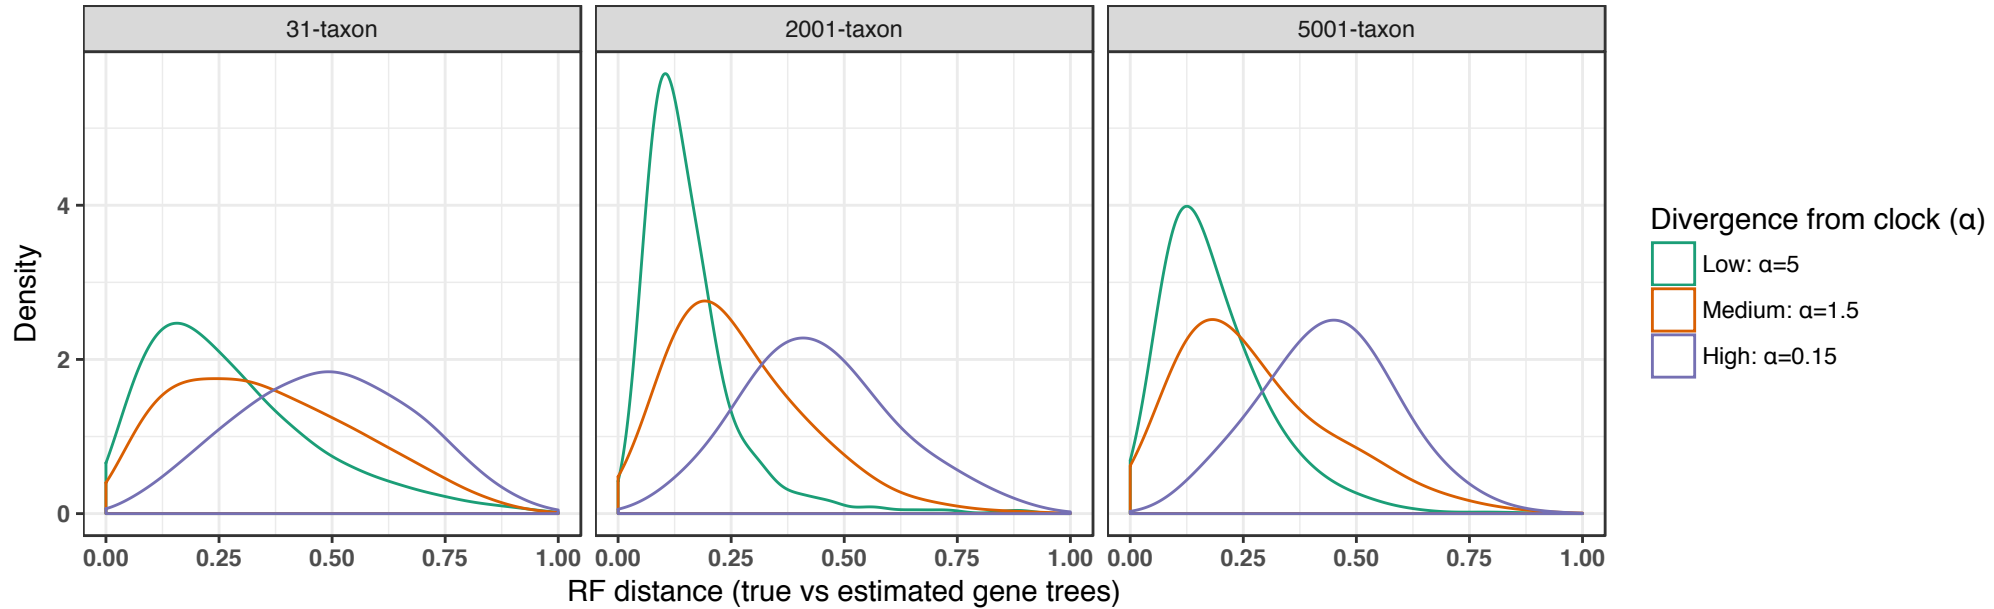 31-taxon 2001-taxon 5001-taxon
Density
4
2
0
0.00 0.25 0.50 0.75 1.00 0.00 0.25 0.50 0.75 1.00 0.00 0.25 0.50 0.75 1.00
RF distance (true vs estimated gene trees)
Divergence from clock (α)
Low: α=5
Medium: α=1.5
High: α=0.15